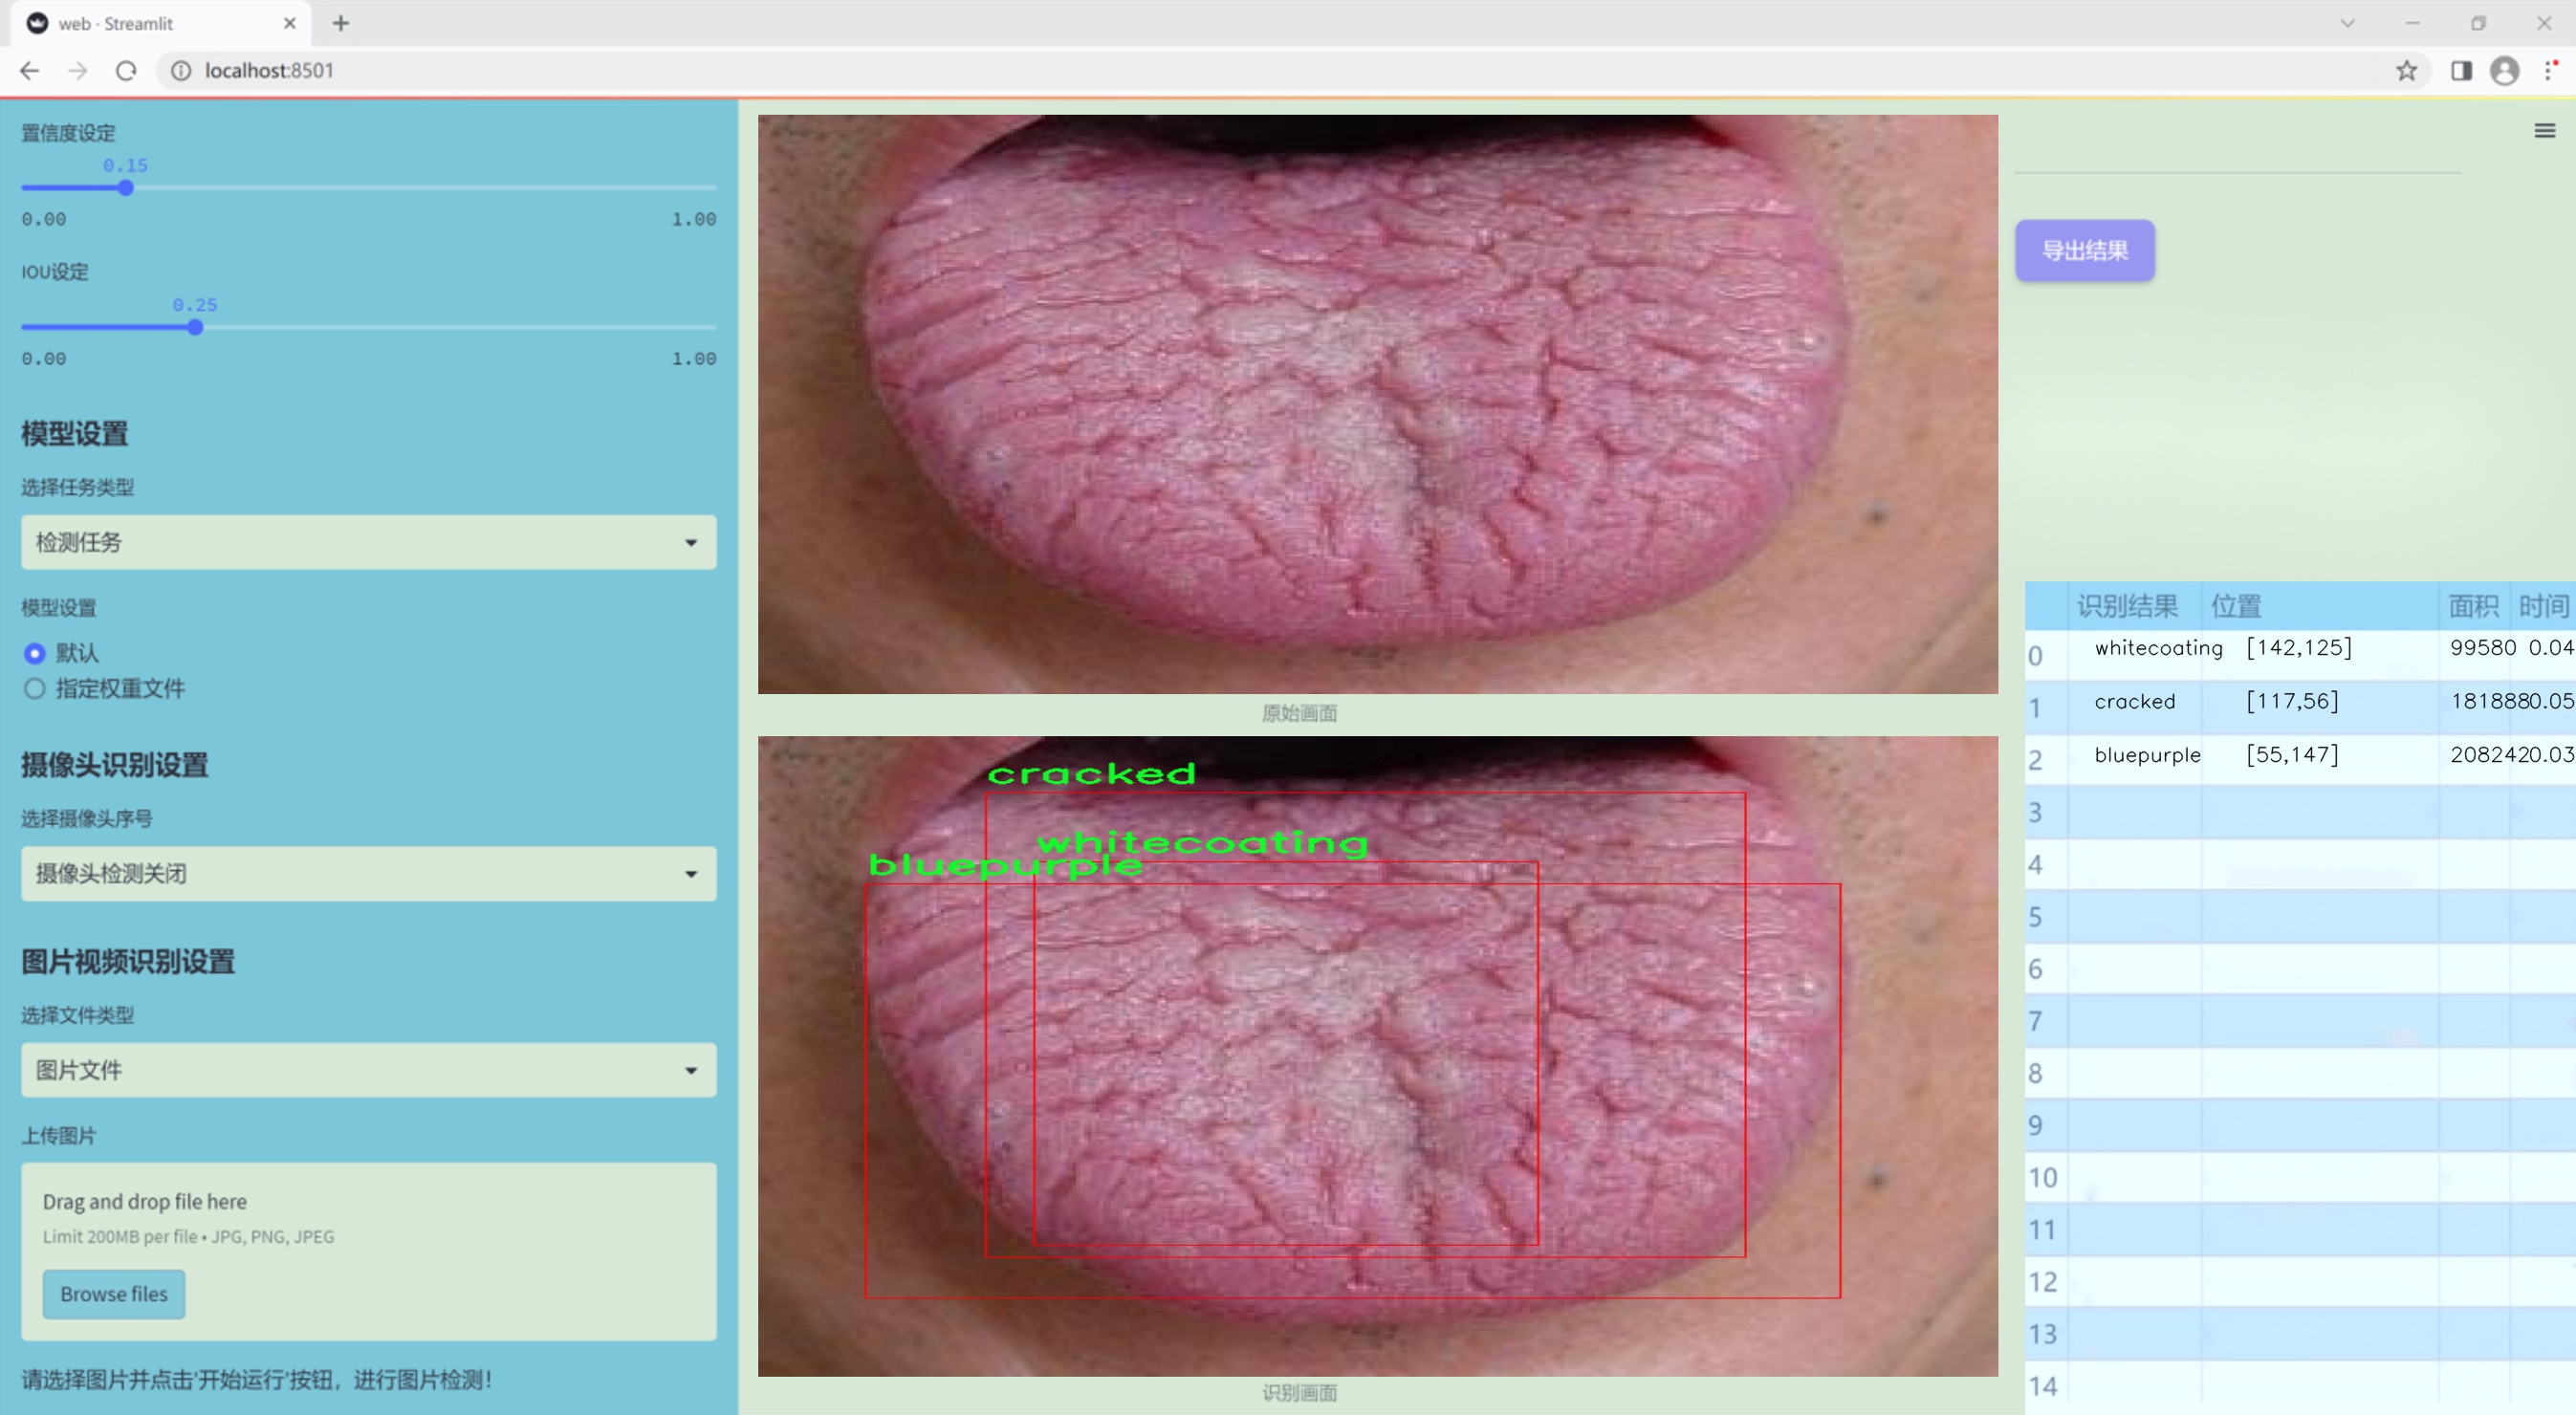 web · Streamlit
localhost:8501
置信度设定
0.15
0.00 1.00
IOU设定
0.25
0.00 1.00
模型设置
选择任务类型
检测任务
模型设置
默认
指定权重文件
摄像头识别设置
选择摄像头序号
摄像头检测关闭
图片视频识别设置
选择文件类型
图片文件
上传图片
Drag and drop file here
Limit 200MB per file • JPG, PNG, JPEG
Browse files
请选择图片并点击'开始运行'按钮，进行图片检测！
原始画面
cracked
whitecoating
bluepurple
识别画面
导出结果
识别结果 位置 面积 时间
0 whitecoating [142,125] 99580 0.04
1 cracked [117,56] 181888 0.05
2 bluepurple [55,147] 208242 0.03
3
4
5
6
7
8
9
10
11
12
13
14